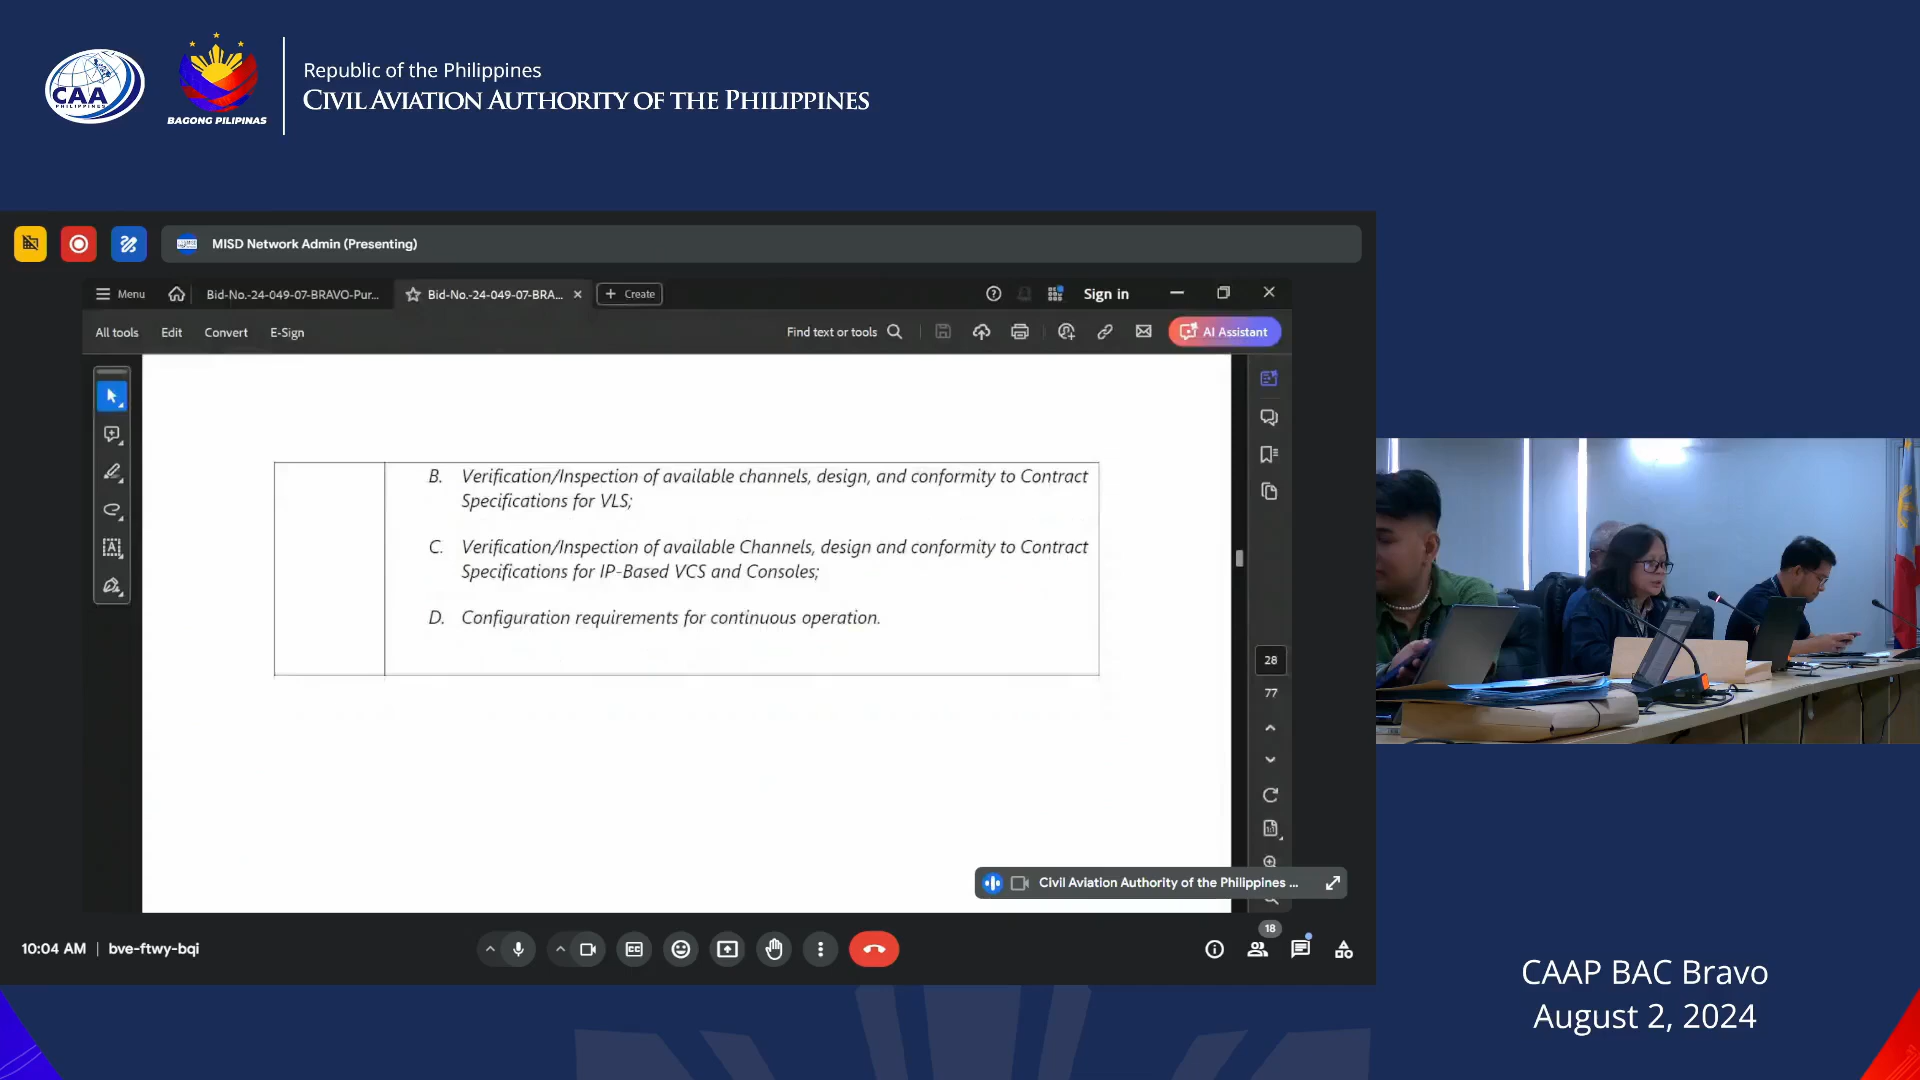 CAA
PHILIPPINES
BAGONG PILIPINAS
Republic of the Philippines
CIVIL AVIATION AUTHORITY OF THE PHILIPPINES
MISD Network Admin (Presenting)
Menu
Bid-No.-24-049-07-BRAVO-Pur...
Bid-No.-24-049-07-BRA...
Create
Sign in
All tools
Edit
Convert
E-Sign
Find text or tools
AI Assistant
B. Verification/Inspection of available channels, design, and conformity to Contract
Specifications for VLS;
C. Verification/Inspection of available Channels, design and conformity to Contract
Specifications for IP-Based VCS and Consoles;
D. Configuration requirements for continuous operation.
28
77
Civil Aviation Authority of the Philippines ...
10:04 AM | bve-ftwy-bqi
18
CAAP BAC Bravo
August 2, 2024